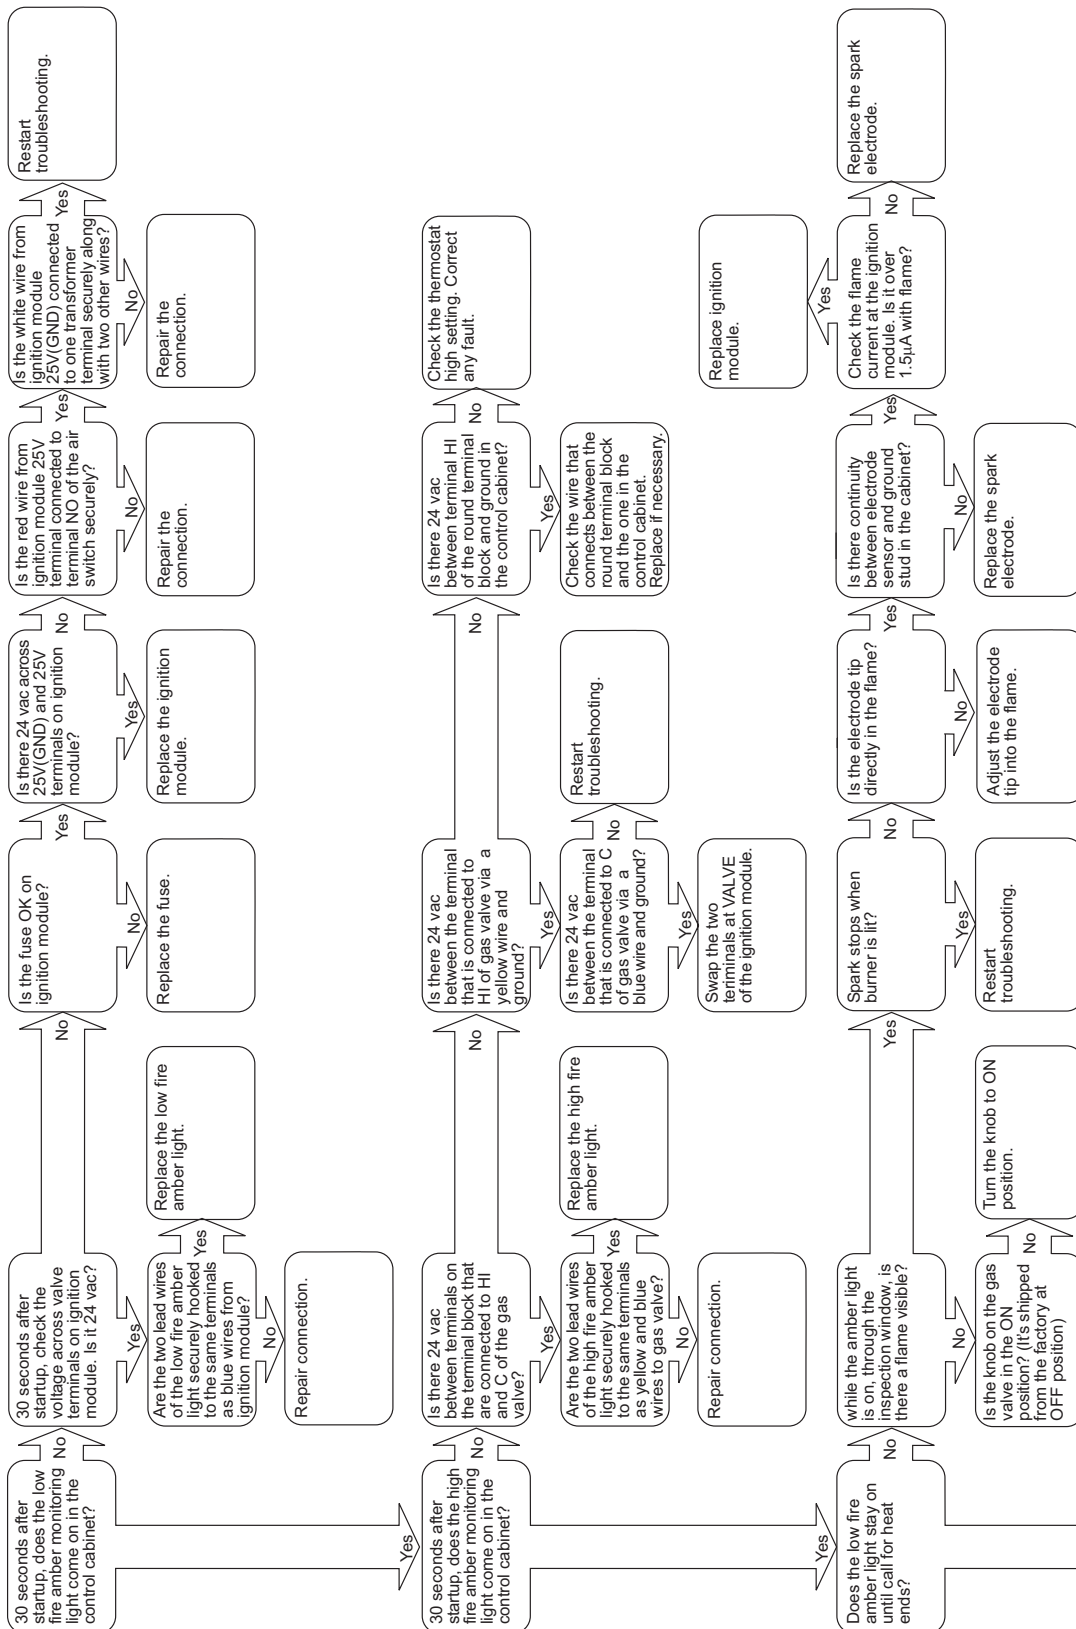 30 seconds after
startup, does the low
fire amber monitoring
light come on in the
control cabinet?
No
30 seconds after
startup, check the
voltage across valve
terminals on ignition
module. Is it 24 vac?
No
Is the fuse OK on
ignition module?
Yes
Is there 24 vac across
25V(GND) and 25V
terminals on ignition
module?
No
Is the red wire from
ignition module 25V
terminal connected to
terminal NO of the air
switch securely?
Yes
Is the white wire from
ignition module
25V(GND) connected
to one transformer
terminal securely along
with two other wires?
Yes
Restart
troubleshooting.
Yes
Are the two lead wires
of the low fire amber
light securely hooked
to the same terminals
as blue wires from
ignition module?
Yes
Replace the low fire
amber light.
No
Repair connection.
No
Replace the fuse.
Yes
Replace the ignition
module.
No
Repair the
connection.
No
Repair the
connection.
Yes
30 seconds after
startup, does the high
fire amber monitoring
light come on in the
control cabinet?
No
Is there 24 vac
between terminals on
the terminal block that
are connected to HI
and C of the gas
valve?
No
Is there 24 vac
between the terminal
that is connected to
HI of gas valve via a
yellow wire and
ground?
No
Is there 24 vac
between terminal HI
of the round terminal
block and ground in
the control cabinet?
No
Check the thermostat
high setting. Correct
any fault.
Yes
Are the two lead wires
of the high fire amber
light securely hooked
to the same terminals
as yellow and blue
wires to gas valve?
Yes
Replace the high fire
amber light.
No
Repair connection.
Yes
Is there 24 vac
between the terminal
that is connected to C
of gas valve via a
blue wire and ground?
No
Restart
troubleshooting.
Yes
Swap the two
terminals at VALVE
of the ignition module.
Yes
Check the wire that
connects between the
round terminal block
and the one in the
control cabinet.
Replace if necessary.
Yes
Does the low fire
amber light stay on
until call for heat
ends?
No
while the amber light
is on, through the
inspection window, is
there a flame visible?
Yes
Spark stops when
burner is lit?
No
Is the electrode tip
directly in the flame?
Yes
Is there continuity
between electrode
sensor and ground
stud in the cabinet?
Yes
Check the flame
current at the ignition
module. Is it over
1.5µA with flame?
No
Replace the spark
electrode.
Yes
Replace ignition
module.
No
Is the knob on the gas
valve in the ON
position? (It's shipped
from the factory at
OFF position)
No
Turn the knob to ON
position.
Yes
Restart
troubleshooting.
No
Adjust the electrode
tip into the flame.
No
Replace the spark
electrode.